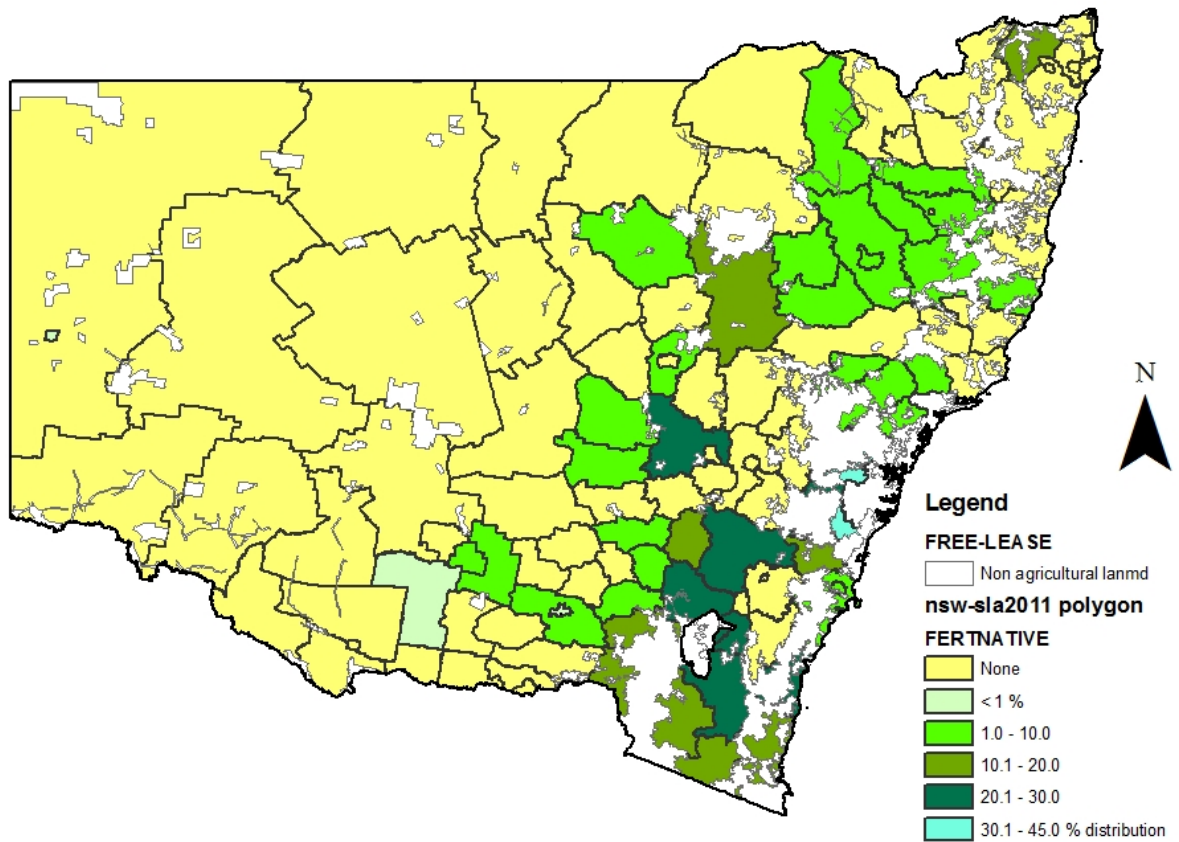 N
Legend
FREE-LEASE
Non agricultural lanmd
nsw-sla2011 polygon
FERTNATIVE
None
< 1 %
1.0 - 10.0
10.1 - 20.0
20.1 - 30.0
30.1 - 45.0 % distribution